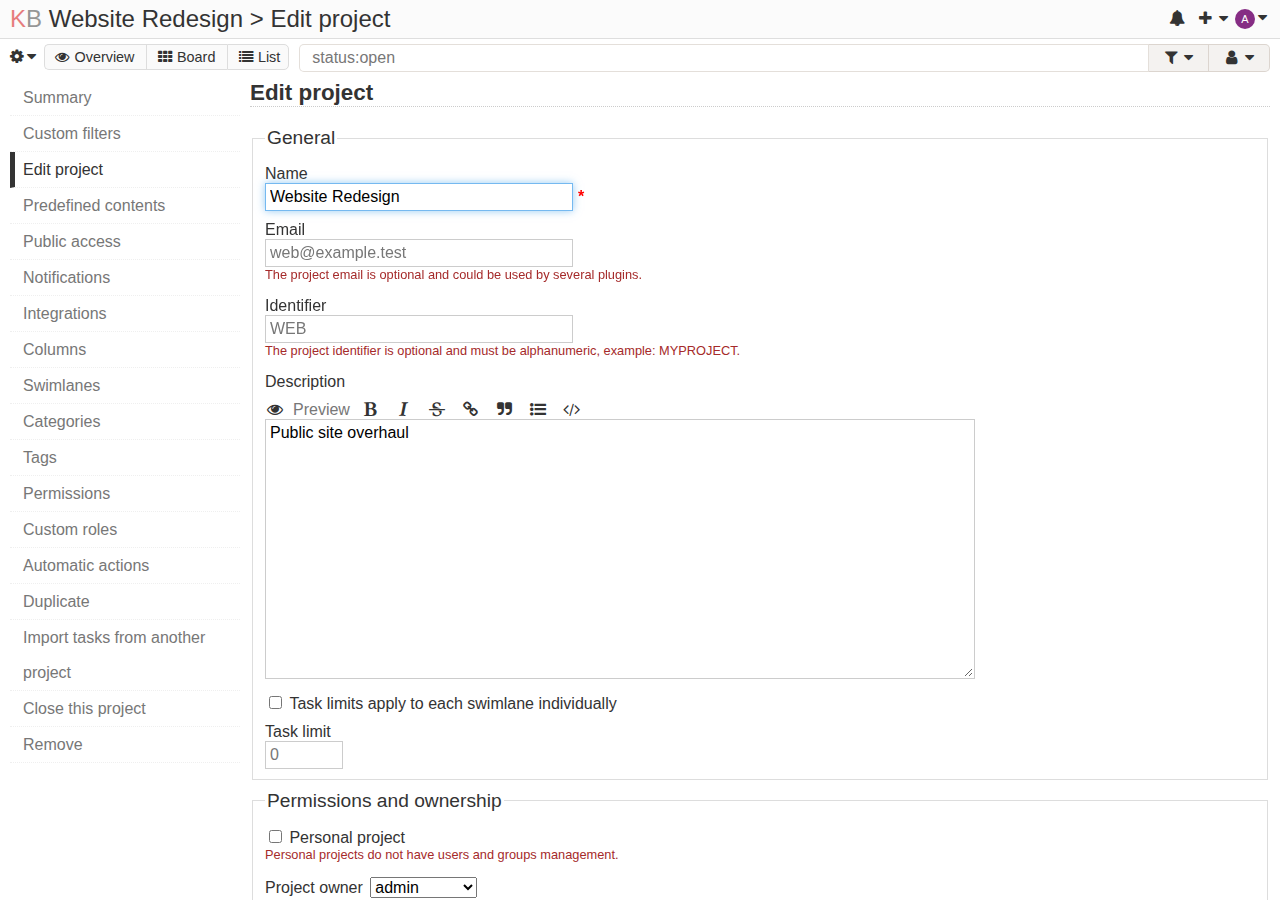 KB Website Redesign > Edit project
A
Overview Board List status:open
Summary
Custom filters
Edit project
Predefined contents
Public access
Notifications
Integrations
Columns
Swimlanes
Categories
Tags
Permissions
Custom roles
Automatic actions
Duplicate
Import tasks from another
project
Close this project
Remove
Edit project
General
Name
Website Redesign *
Email
web@example.test
The project email is optional and could be used by several plugins.
Identifier
WEB
The project identifier is optional and must be alphanumeric, example: MYPROJECT.
Description
Preview B I S
Public site overhaul
Task limits apply to each swimlane individually
Task limit
0
Permissions and ownership
Personal project
Personal projects do not have users and groups management.
Project owner admin